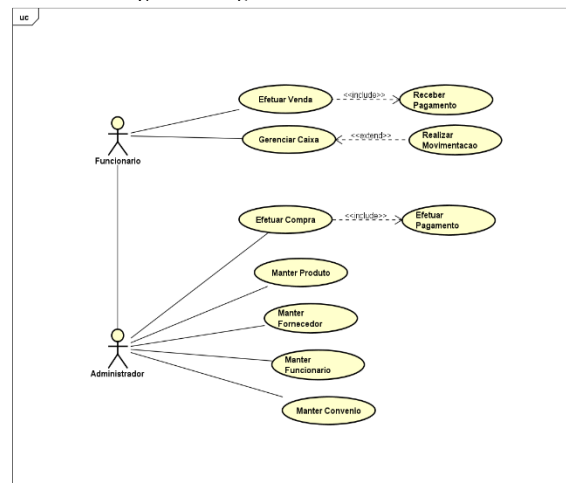 uc
Efetuar Venda
<<include>>
Receber
Pagamento
Gerenciar Caixa
<<extend>>
Realizar
Movimentacao
Funcionario
Efetuar Compra
<<include>>
Efetuar
Pagamento
Manter Produto
Manter
Fornecedor
Manter
Funcionario
Administrador
Manter Convenio